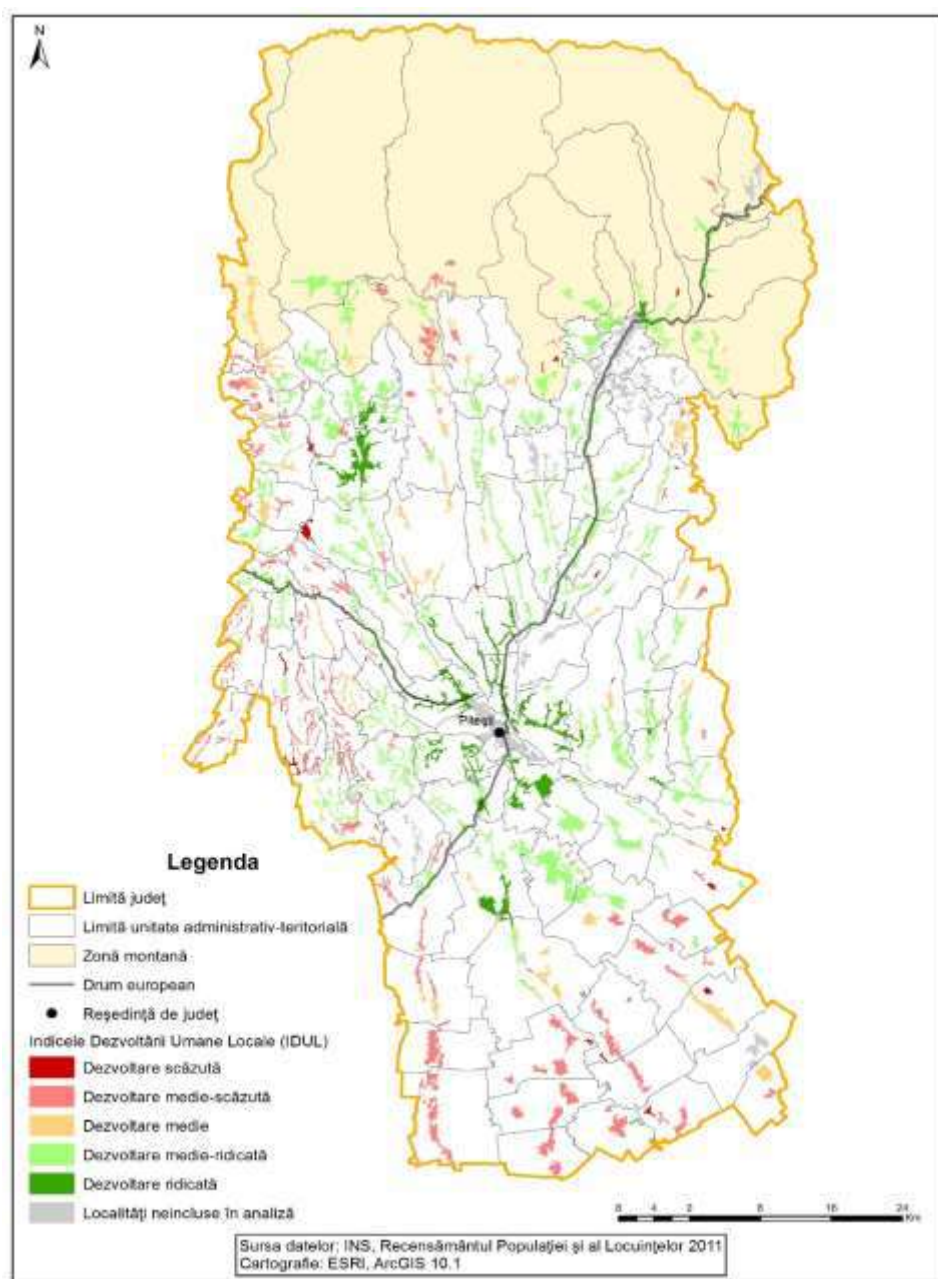 N
Pitești
Legenda
Limită județ
Limită unitate administrativ-teritorială
Zonă montană
Drum european
Reședință de județ
Indicele Dezvoltării Umane Locale (IDUL)
Dezvoltare scăzută
Dezvoltare medie-scăzută
Dezvoltare medie
Dezvoltare medie-ridicată
Dezvoltare ridicată
Localități neincluse în analiză
8 4 2 8 16 24
Km
Sursa datelor: INS, Recensământul Populației și al Locuințelor 2011
Cartografie: ESRI, ArcGIS 10.1